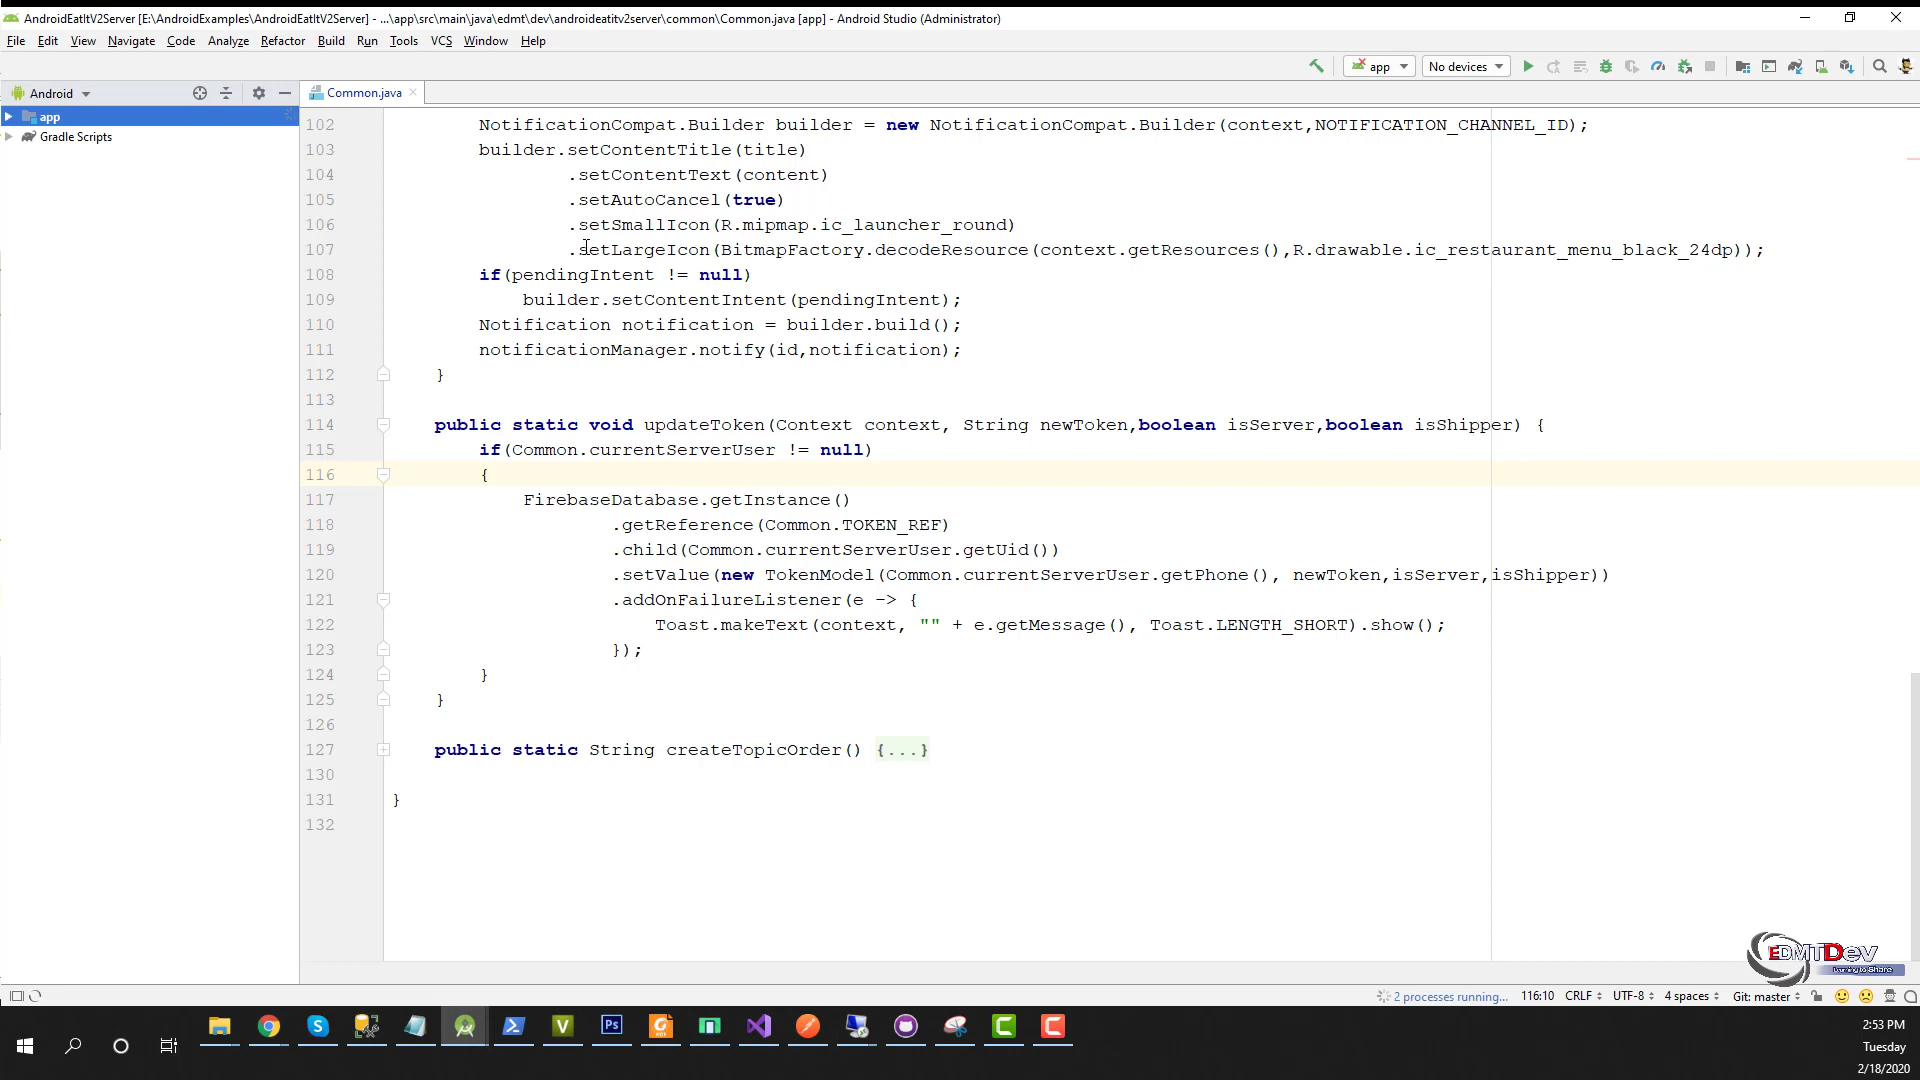 AndroidEatItV2Server [E:\AndroidExamples\AndroidEatItV2Server] - ...\app\src\main\java\edmt\dev\androideatitv2server\common\Common.java [app] - Android Studio (Administrator)
File Edit View Navigate Code Analyze Refactor Build Run Tools VCS Window Help
app No devices
Android Common.java
app
Gradle Scripts
102 NotificationCompat.Builder builder = new NotificationCompat.Builder(context,NOTIFICATION_CHANNEL_ID);
103 builder.setContentTitle(title)
104 .setContentText(content)
105 .setAutoCancel(true)
106 .setSmallIcon(R.mipmap.ic_launcher_round)
107 .setLargeIcon(BitmapFactory.decodeResource(context.getResources(),R.drawable.ic_restaurant_menu_black_24dp));
108 if(pendingIntent != null)
109 builder.setContentIntent(pendingIntent);
110 Notification notification = builder.build();
111 notificationManager.notify(id,notification);
112 }
113
114 public static void updateToken(Context context, String newToken,boolean isServer,boolean isShipper) {
115 if(Common.currentServerUser != null)
116 {
117 FirebaseDatabase.getInstance()
118 .getReference(Common.TOKEN_REF)
119 .child(Common.currentServerUser.getUid())
120 .setValue(new TokenModel(Common.currentServerUser.getPhone(), newToken,isServer,isShipper))
121 .addOnFailureListener(e -> {
122 Toast.makeText(context, "" + e.getMessage(), Toast.LENGTH_SHORT).show();
123 });
124 }
125 }
126
127 public static String createTopicOrder() {...}
130
131 }
132
EDMTDev
Learning to Share
2 processes running... 116:10 CRLF UTF-8 4 spaces Git: master
2:53 PM
Tuesday
2/18/2020